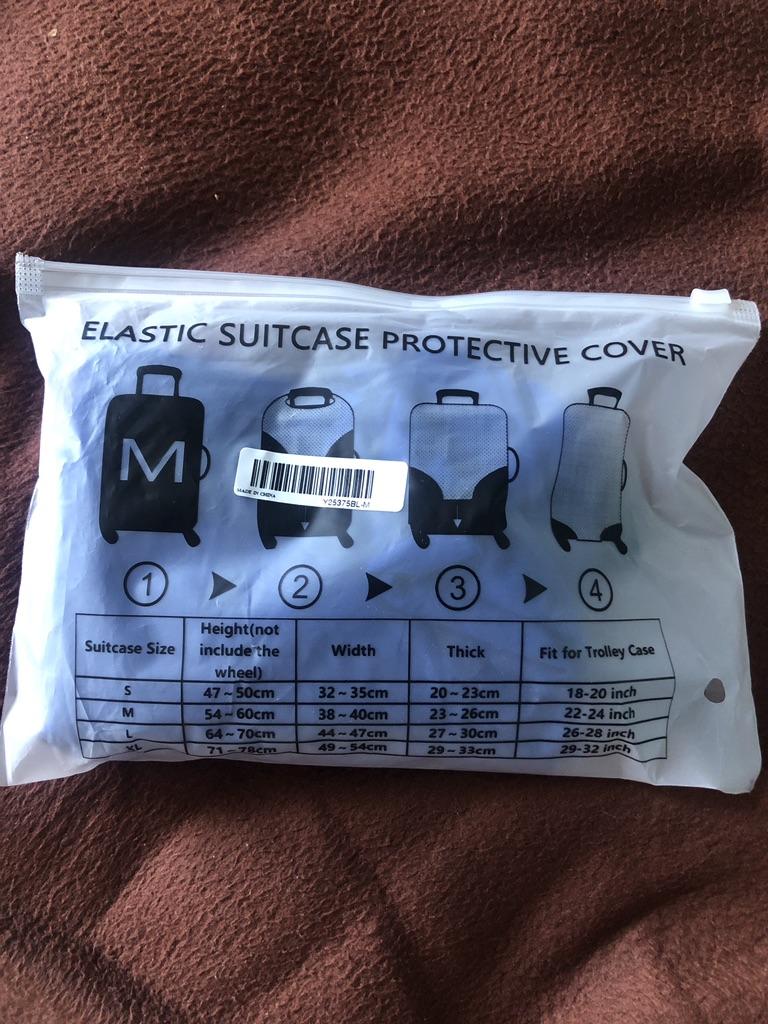 ELASTIC SUITCASE PROTECTIVE COVER
M
MADE IN CHINA
Y25375BL-M
1 2 3 4
Suitcase Size Height(not include the wheel) Width Thick Fit for Trolley Case
S 47~50cm 32~35cm 20~23cm 18-20 inch
M 54~60cm 38~40cm 23~26cm 22-24 inch
L 64~70cm 44~47cm 27~30cm 26-28 inch
XL 71~78cm 49~54cm 29~33cm 29-32 inch